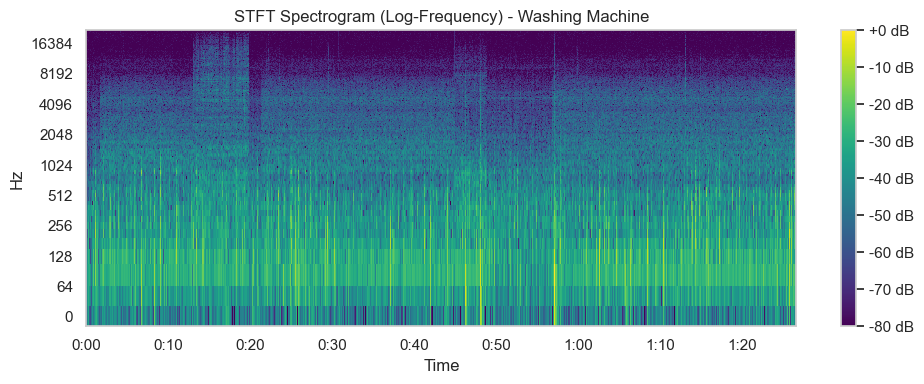 STFT Spectrogram (Log-Frequency) - Washing Machine
16384
8192
4096
2048
1024
512
256
128
64
0
Hz
0:00 0:10 0:20 0:30 0:40 0:50 1:00 1:10 1:20
Time
+0 dB
-10 dB
-20 dB
-30 dB
-40 dB
-50 dB
-60 dB
-70 dB
-80 dB